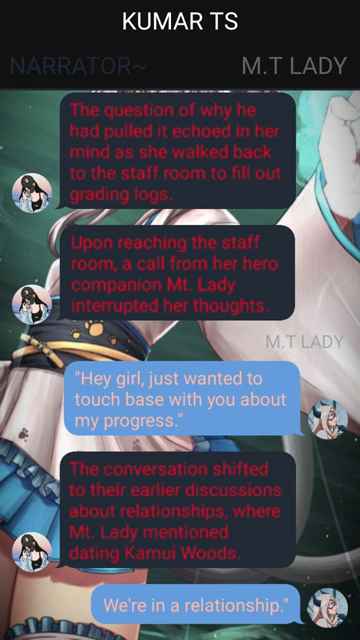 KUMAR TS
NARRATOR~
M.T LADY
The question of why he
had pulled it echoed in her
mind as she walked back
to the staff room to fill out
grading logs.
Upon reaching the staff
room, a call from her hero
companion Mt. Lady
interrupted her thoughts.
M.T LADY
"Hey girl, just wanted to
touch base with you about
my progress."
The conversation shifted
to their earlier discussions
about relationships, where
Mt. Lady mentioned
dating Kamui Woods.
We're in a relationship."